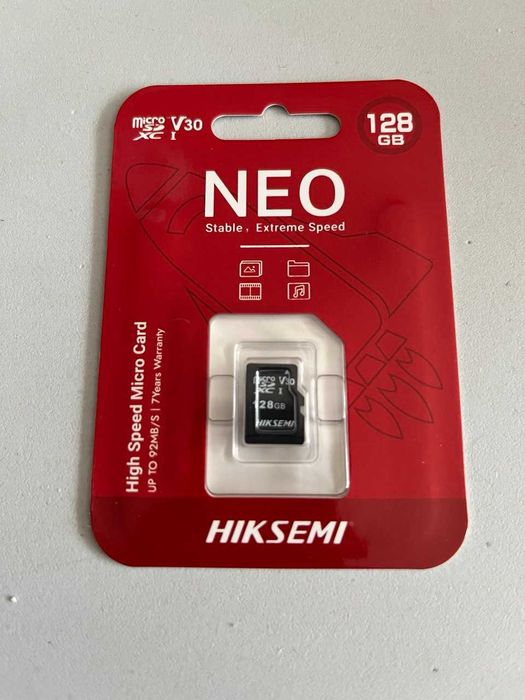 micro SD XC I V30
128 GB
NEO
Stable, Extreme Speed
High Speed Micro Card
UP TO 92MB/S | 7Years Warranty
micro SD XC I V30
128GB
HIKSEMI
HIKSEMI